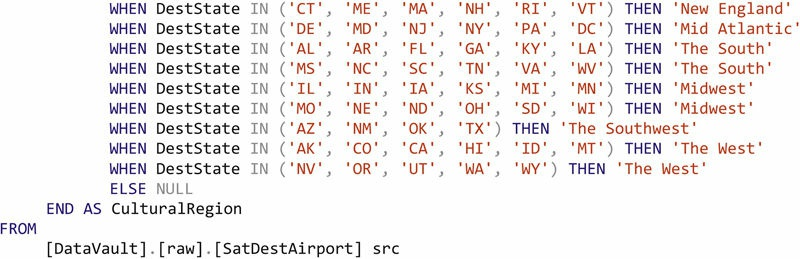 WHEN DestState IN ('CT', 'ME', 'MA', 'NH', 'RI', 'VT') THEN 'New England'
WHEN DestState IN ('DE', 'MD', 'NJ', 'NY', 'PA', 'DC') THEN 'Mid Atlantic'
WHEN DestState IN ('AL', 'AR', 'FL', 'GA', 'KY', 'LA') THEN 'The South'
WHEN DestState IN ('MS', 'NC', 'SC', 'TN', 'VA', 'WV') THEN 'The South'
WHEN DestState IN ('IL', 'IN', 'IA', 'KS', 'MI', 'MN') THEN 'Midwest'
WHEN DestState IN ('MO', 'NE', 'ND', 'OH', 'SD', 'WI') THEN 'Midwest'
WHEN DestState IN ('AZ', 'NM', 'OK', 'TX') THEN 'The Southwest'
WHEN DestState IN ('AK', 'CO', 'CA', 'HI', 'ID', 'MT') THEN 'The West'
WHEN DestState IN ('NV', 'OR', 'UT', 'WA', 'WY') THEN 'The West'
ELSE NULL
END AS CulturalRegion
FROM
[DataVault].[raw].[SatDestAirport] src